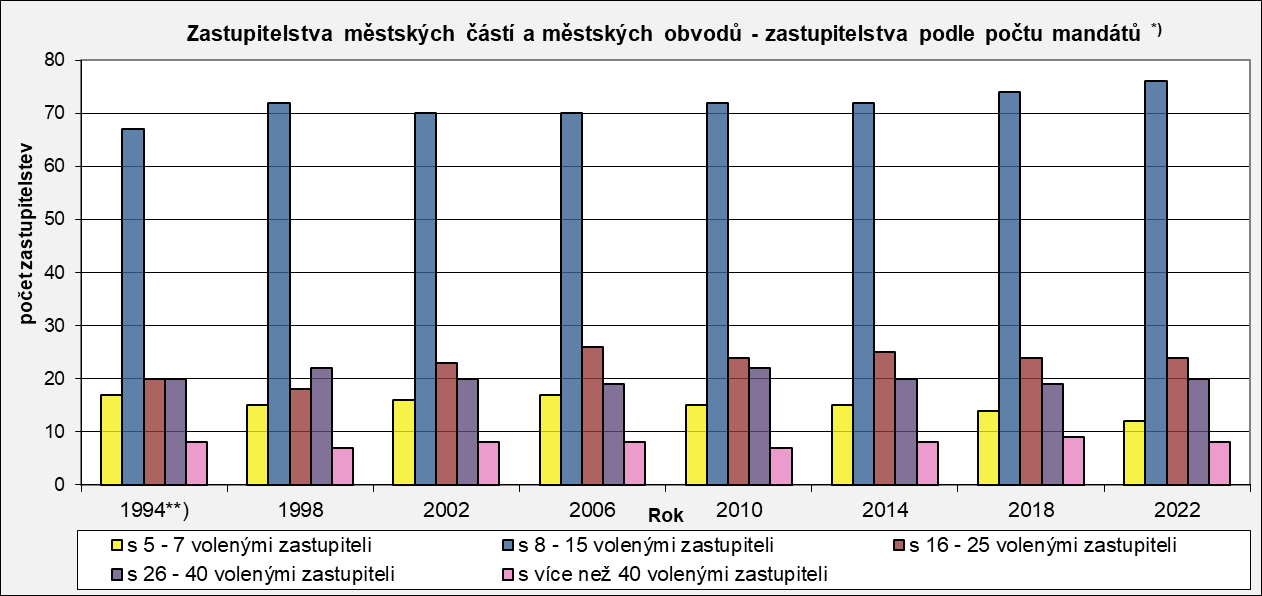 Zastupitelstva městských částí a městských obvodů - zastupitelstva podle počtu mandátů *)
počet zastupitelstev
80
70
60
50
40
30
20
10
0
1994**) 1998 2002 2006 2010 2014 2018 2022
Rok
s 5 - 7 volenými zastupiteli s 8 - 15 volenými zastupiteli s 16 - 25 volenými zastupiteli
s 26 - 40 volenými zastupiteli s více než 40 volenými zastupiteli